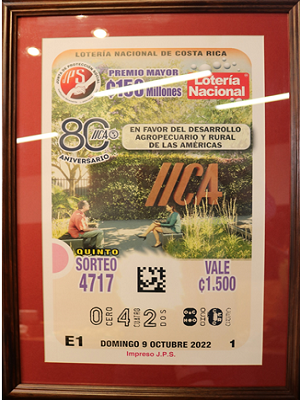 LOTERÍA NACIONAL DE COSTA RICA
PREMIO MAYOR
¢150 Millones
Lotería
Nacional
80 IICA
ANIVERSARIO
EN FAVOR DEL DESARROLLO
AGROPECUARIO Y RURAL
DE LAS AMÉRICAS
IICA
QUINTO
SORTEO
4717
VALE
¢1.500
0 4 2
CERO CUATRO DOS
E1 DOMINGO 9 OCTUBRE 2022 1
Impreso J.P.S.